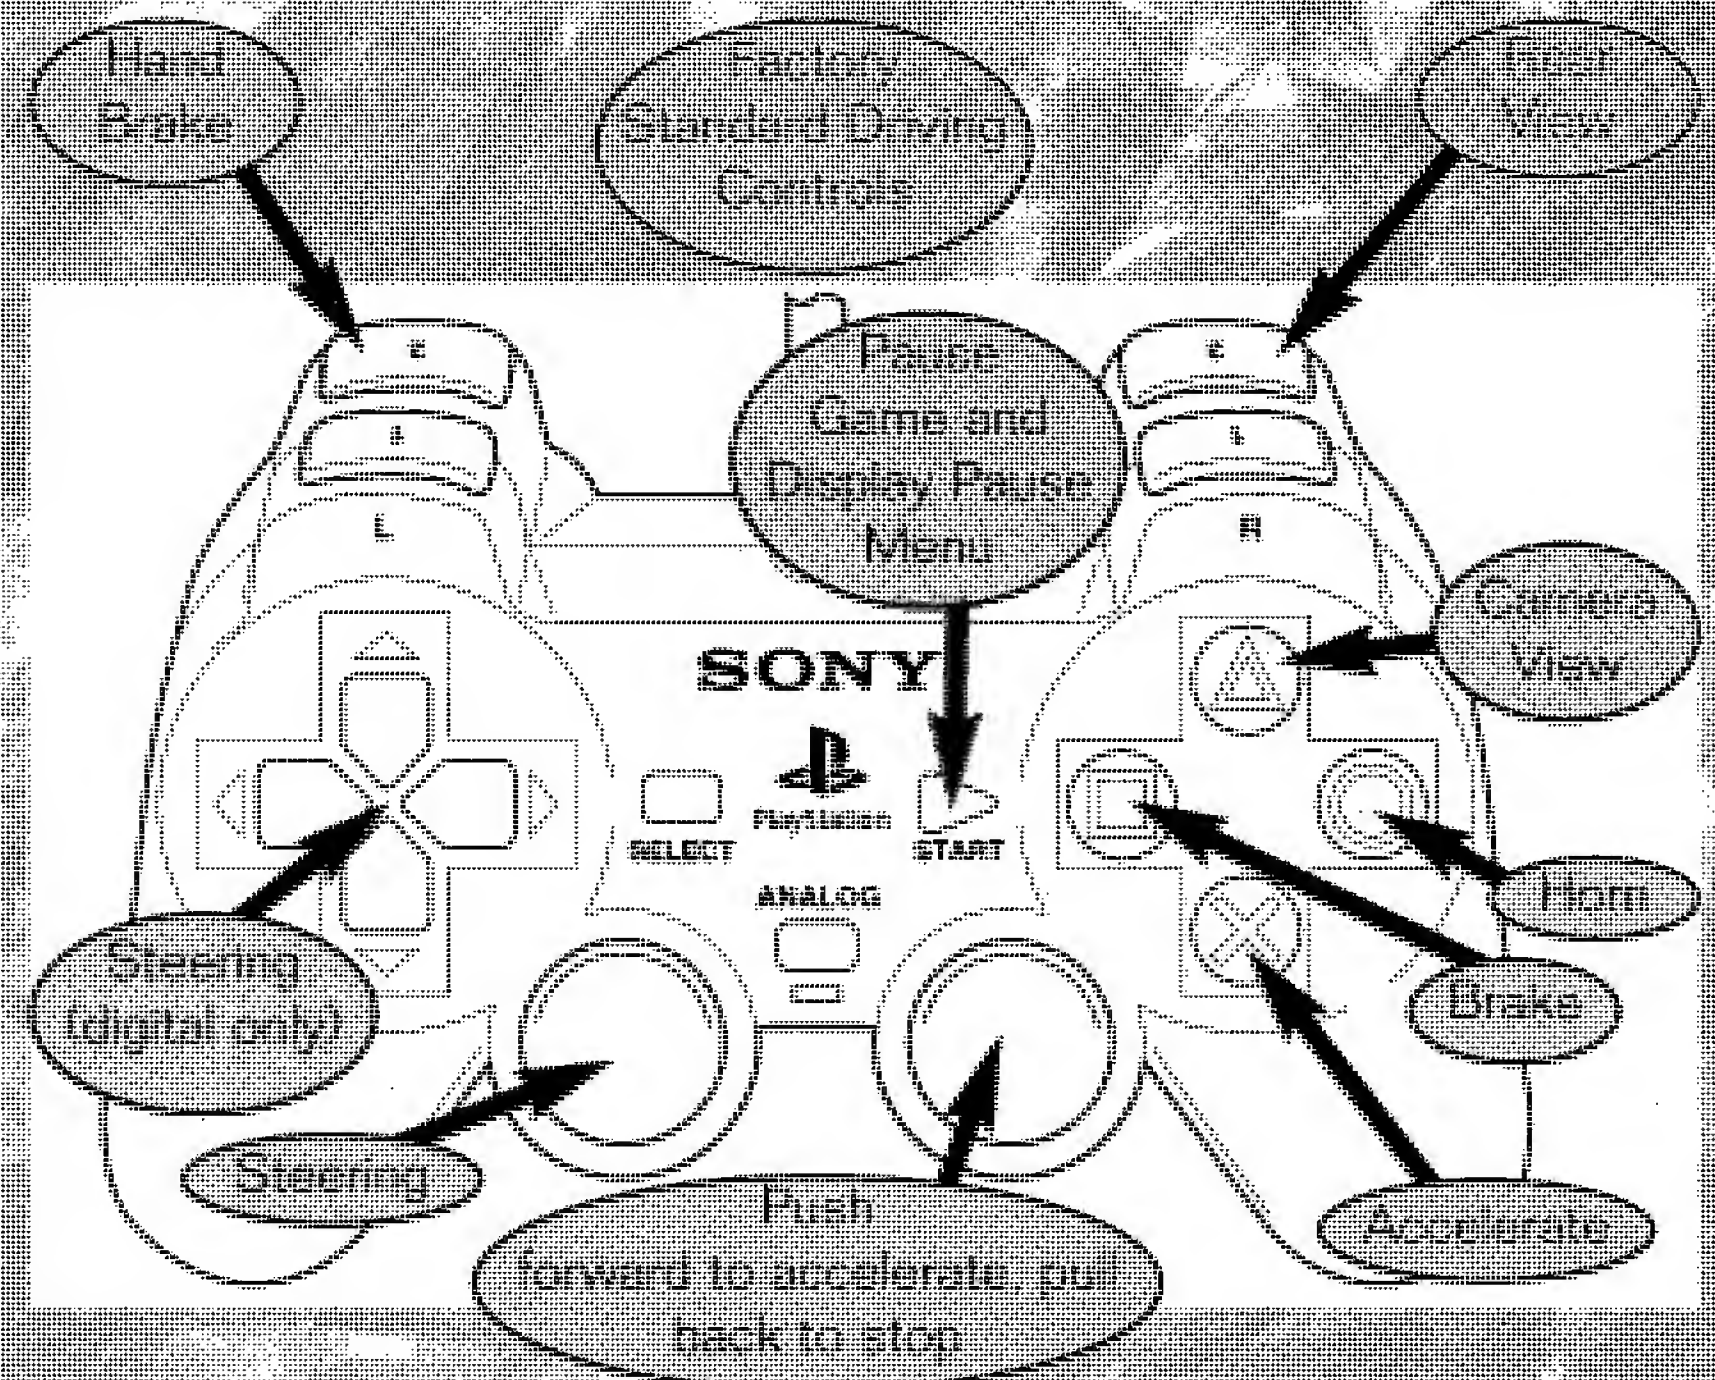 Hand
Brake
Factory
Standard Driving
Controls
Rear
View
Pause
Game and
Display Pause
Menu
L
R
Camera
View
SONY
PlayStation
SELECT
START
ANALOG
Horn
Steering
(digital only)
Brake
Steering
Push
forward to accelerate, pull
back to stop
Accelerate